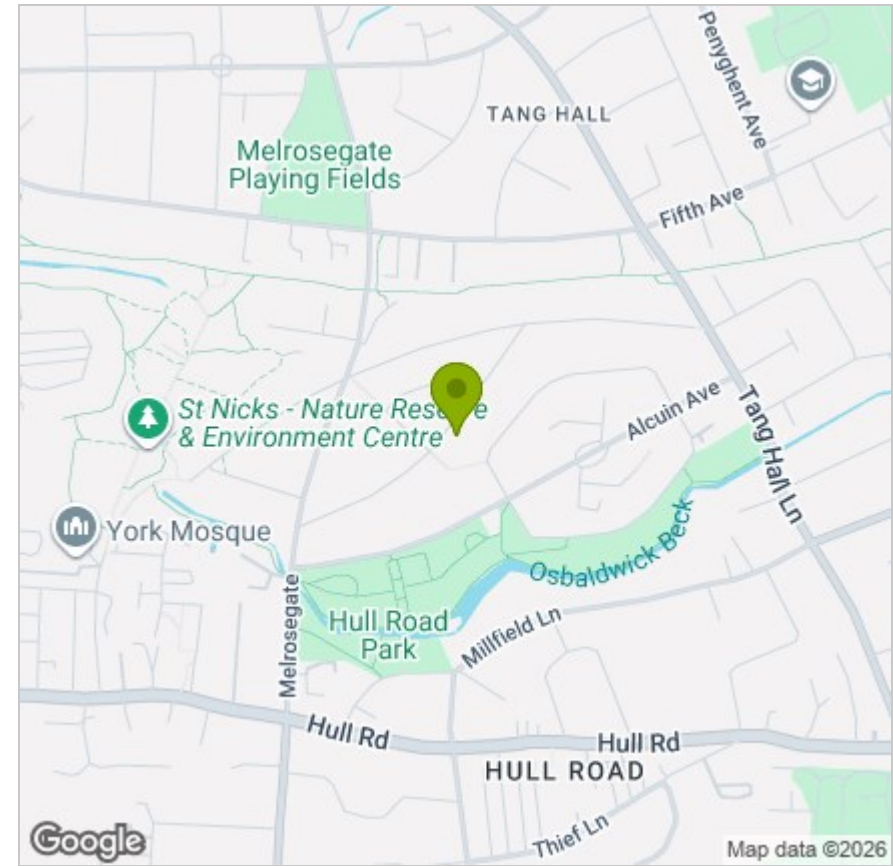 Penyghent Ave
TANG HALL
Melrosegate
Playing Fields
Fifth Ave
St Nicks - Nature Reserve
& Environment Centre
Alcuin Ave
Tang Hall Ln
York Mosque
Osbaldwick Beck
Melrosegate
Hull Road
Park
Millfield Ln
Hull Rd
Hull Rd
HULL ROAD
Thief Ln
Google
Map data ©2026